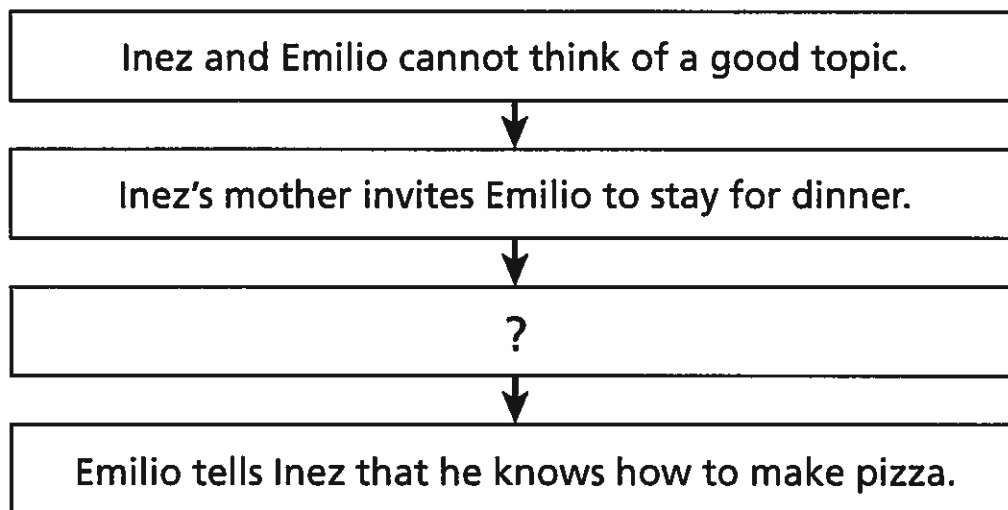 Inez and Emilio cannot think of a good topic.
Inez's mother invites Emilio to stay for dinner.
?
Emilio tells Inez that he knows how to make pizza.